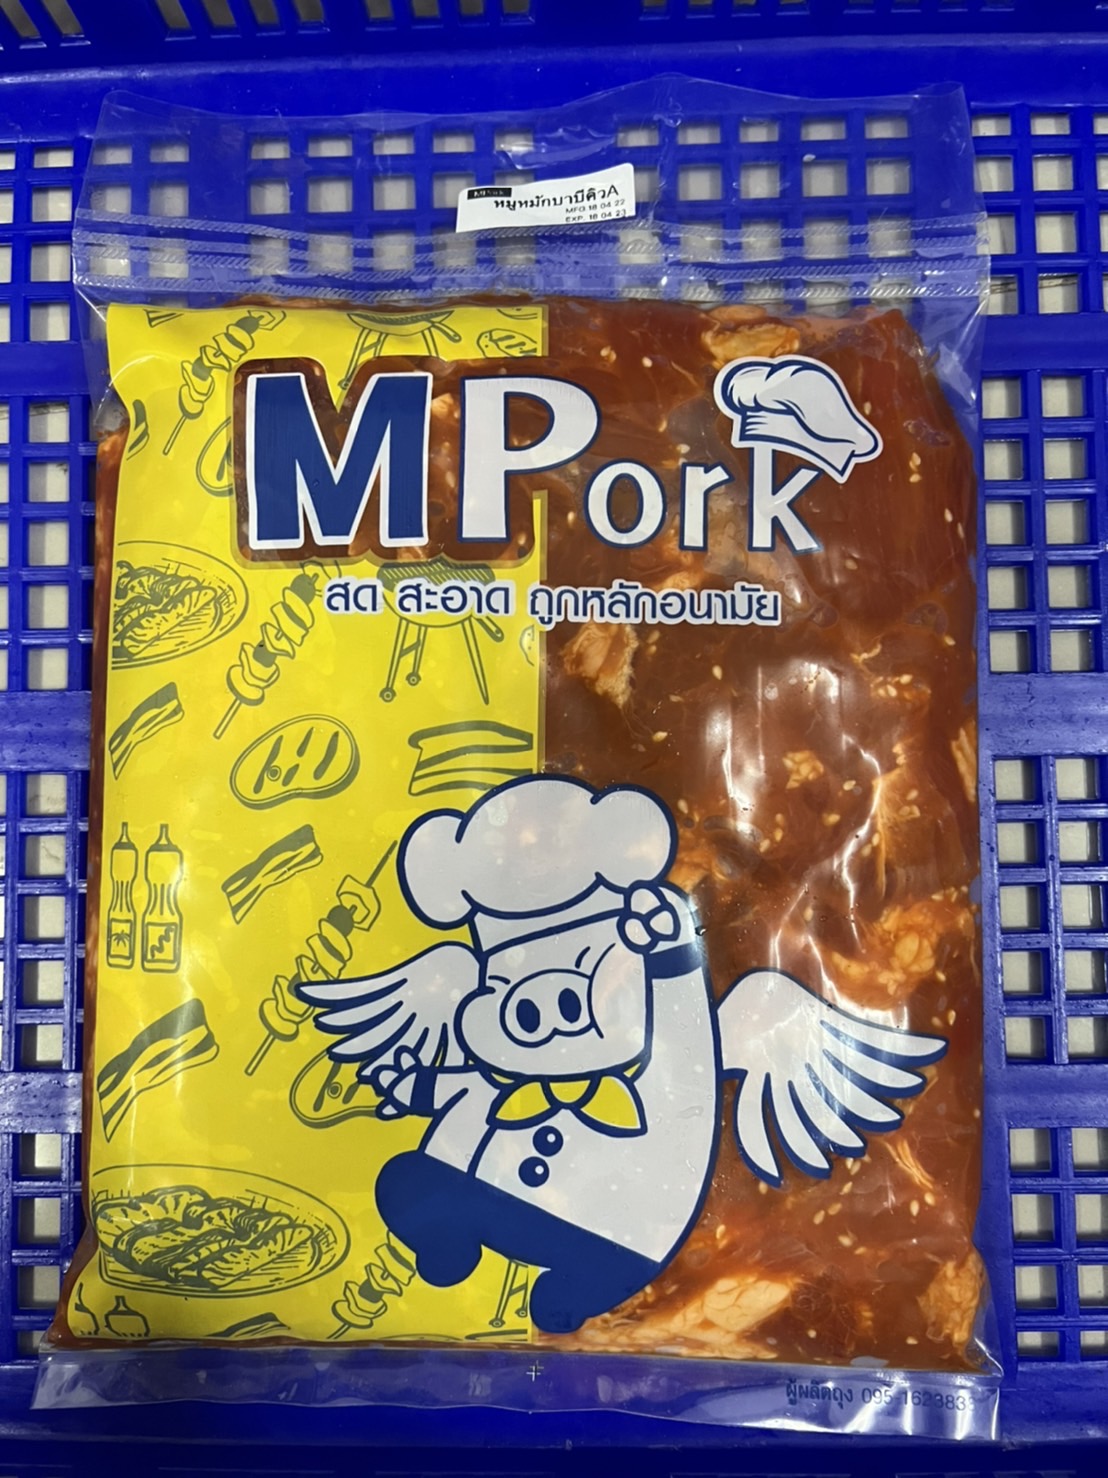 MPork
หมูหมักบาบีคิวA
MFG.18 04 22
EXP. 18 04 23
MPork
สด สะอาด ถูกหลักอนามัย
ผู้ผลิตถุง 095-1623833